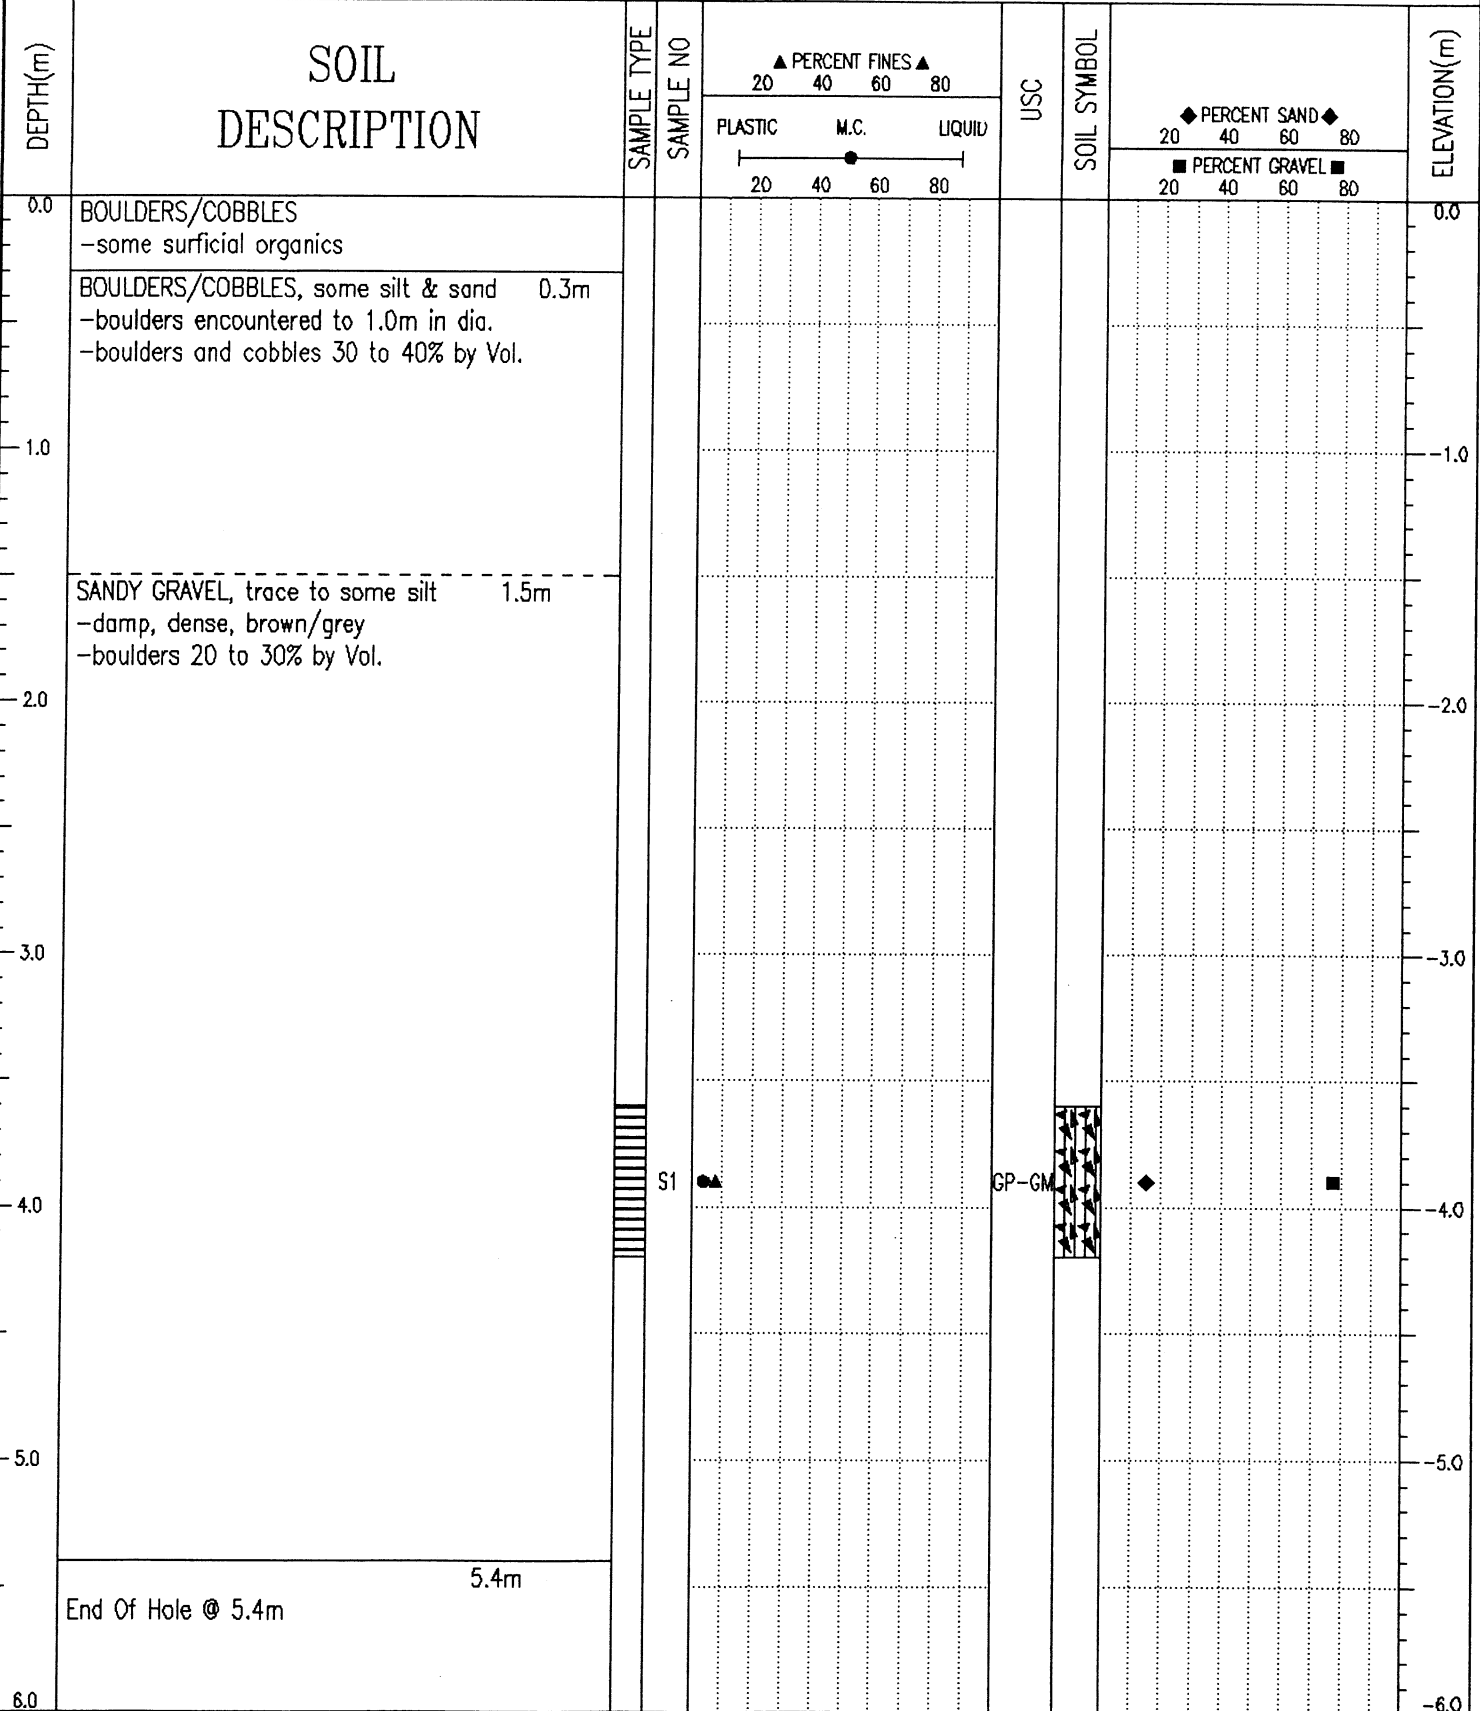 DEPTH(m)
SOIL
DESCRIPTION
SAMPLE TYPE
SAMPLE NO
▲ PERCENT FINES ▲
20 40 60 80
PLASTIC M.C. LIQUID
20 40 60 80
USC
SOIL SYMBOL
◆ PERCENT SAND ◆
20 40 60 80
■ PERCENT GRAVEL ■
20 40 60 80
ELEVATION(m)
0.0
BOULDERS/COBBLES
-some surficial organics
0.0
BOULDERS/COBBLES, some silt & sand 0.3m
-boulders encountered to 1.0m in dia.
-boulders and cobbles 30 to 40% by Vol.
1.0
-1.0
SANDY GRAVEL, trace to some silt 1.5m
-damp, dense, brown/grey
-boulders 20 to 30% by Vol.
2.0
-2.0
3.0
-3.0
S1
GP-GM
4.0
-4.0
5.0
-5.0
5.4m
End Of Hole @ 5.4m
6.0
-6.0